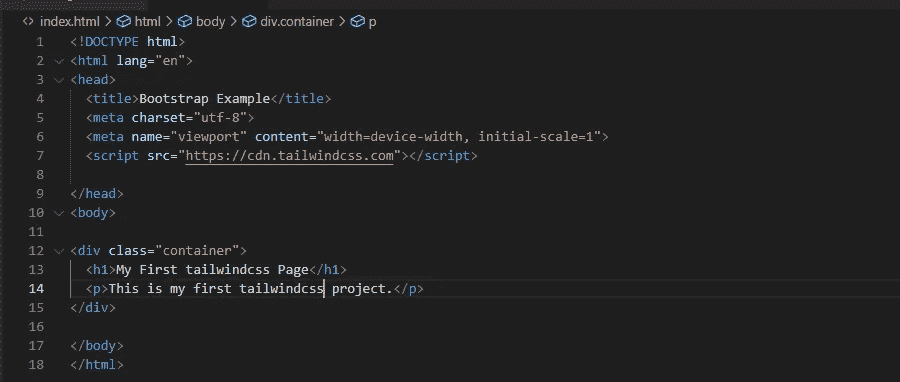 index.html > html > body > div.container > p
1 <!DOCTYPE html>
2 <html lang="en">
3 <head>
4 <title>Bootstrap Example</title>
5 <meta charset="utf-8">
6 <meta name="viewport" content="width=device-width, initial-scale=1">
7 <script src="https://cdn.tailwindcss.com"></script>
8
9 </head>
10 <body>
11
12 <div class="container">
13 <h1>My First tailwindcss Page</h1>
14 <p>This is my first tailwindcss project.</p>
15 </div>
16
17 </body>
18 </html>